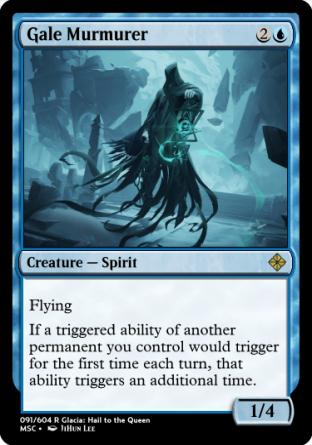 Gale Murmurer 2
Creature — Spirit
Flying
If a triggered ability of another
permanent you control would trigger
for the first time each turn, that
ability triggers an additional time.
1/4
091/604 R Glacia: Hail to the Queen
MSC • JiHun Lee